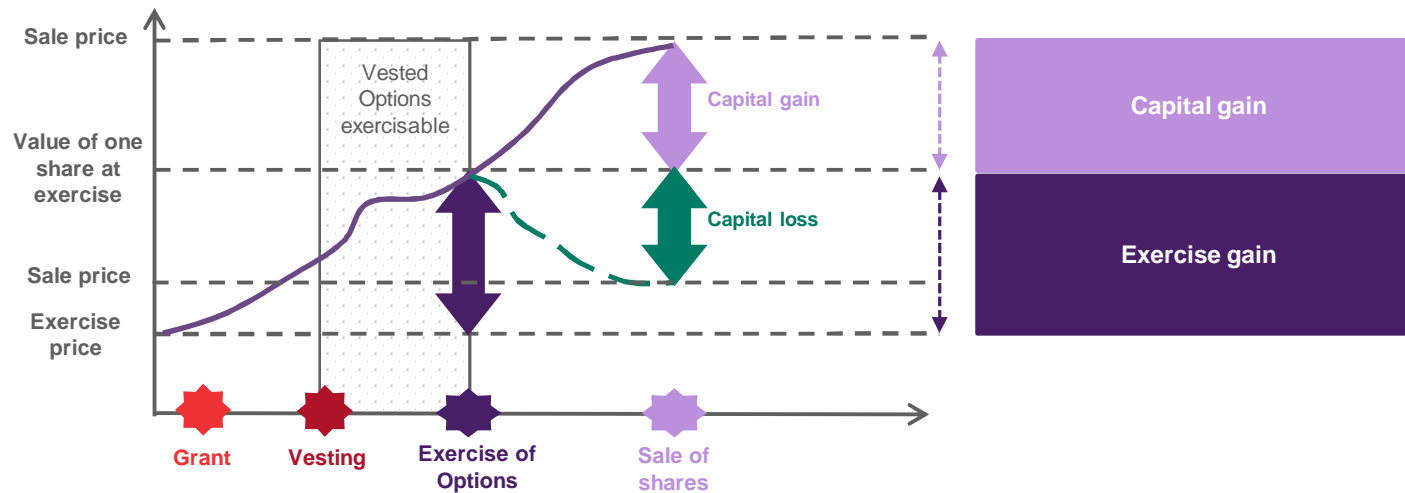 Sale price
Vested
Options
exercisable
Capital gain
Capital gain
Value of one
share at
exercise
Capital loss
Exercise gain
Sale price
Exercise
price
Grant
Vesting
Exercise of
Options
Sale of
shares